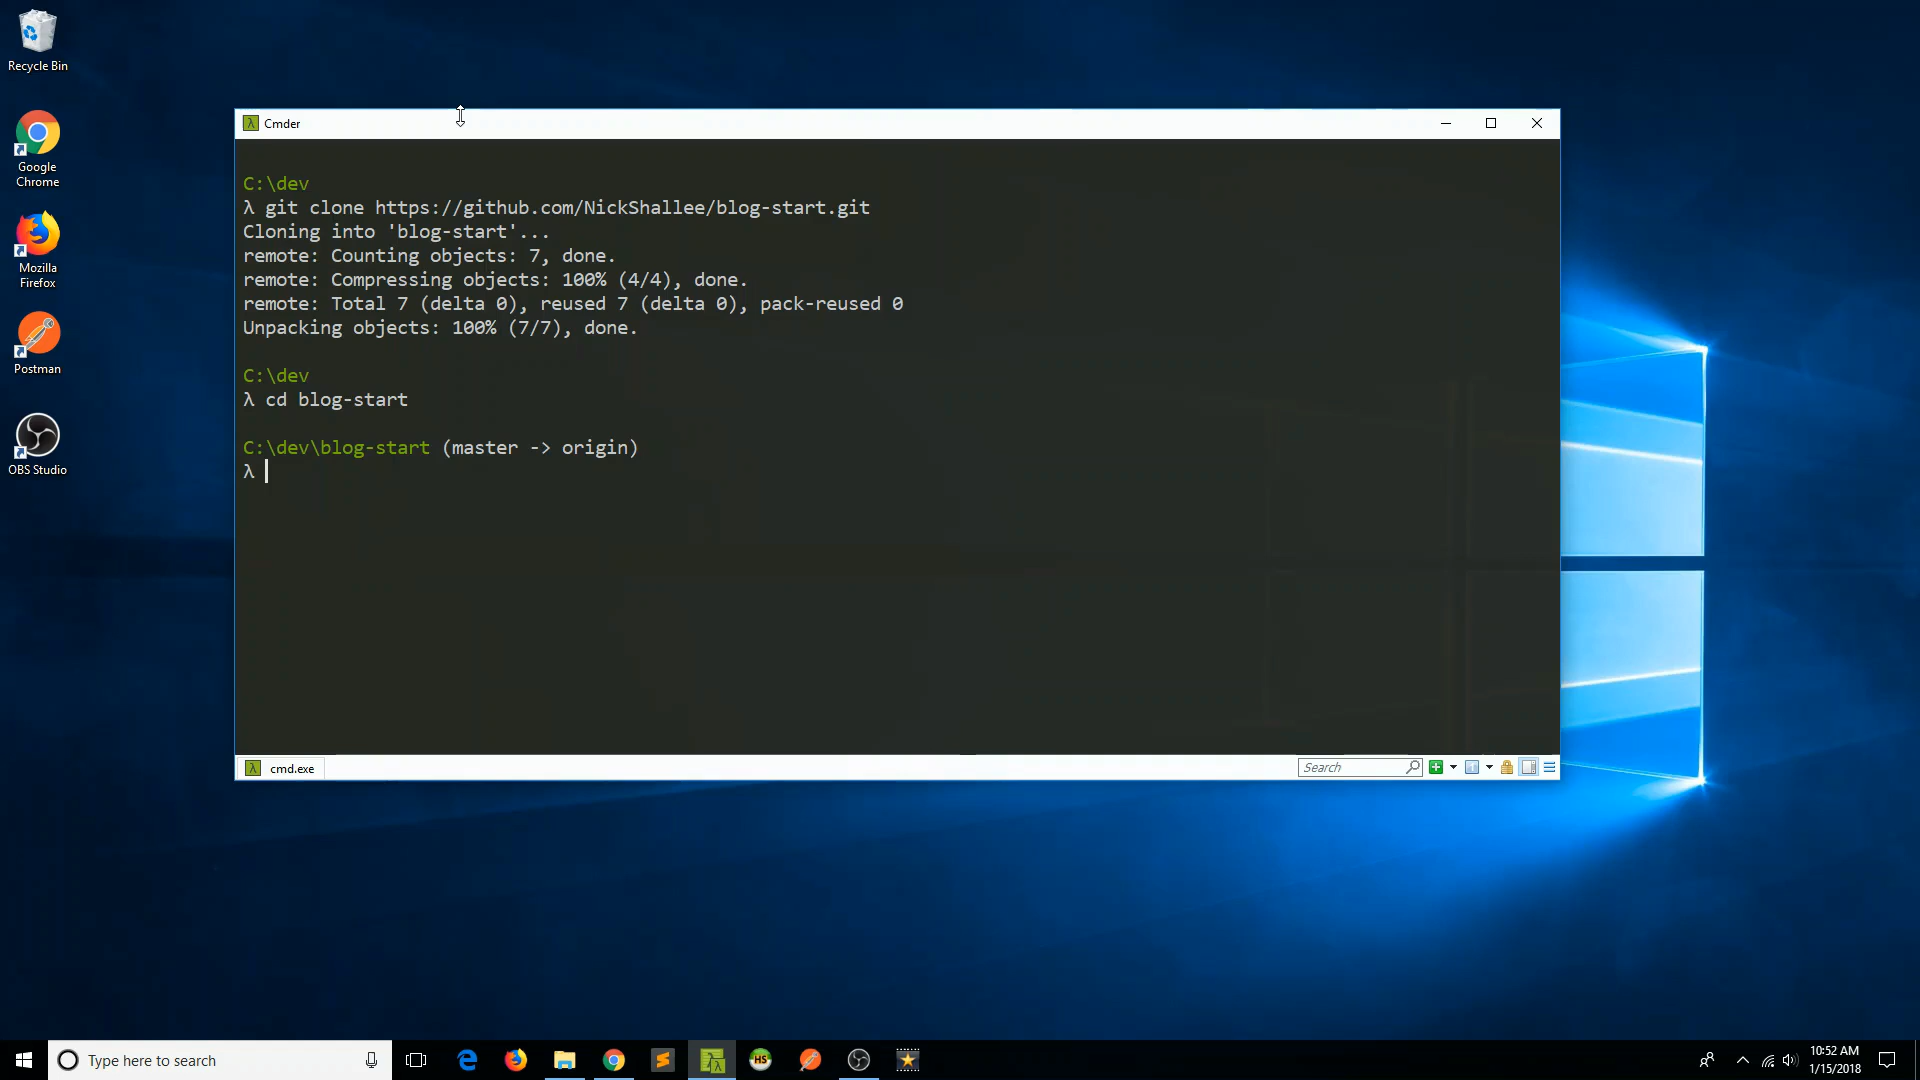 Recycle Bin
Google
Chrome
Mozilla
Firefox
Postman
OBS Studio
Cmder
C:\dev
λ git clone https://github.com/NickShallee/blog-start.git
Cloning into 'blog-start'...
remote: Counting objects: 7, done.
remote: Compressing objects: 100% (4/4), done.
remote: Total 7 (delta 0), reused 7 (delta 0), pack-reused 0
Unpacking objects: 100% (7/7), done.
C:\dev
λ cd blog-start
C:\dev\blog-start (master -> origin)
λ
cmd.exe
Search
Type here to search
HS
10:52 AM
1/15/2018